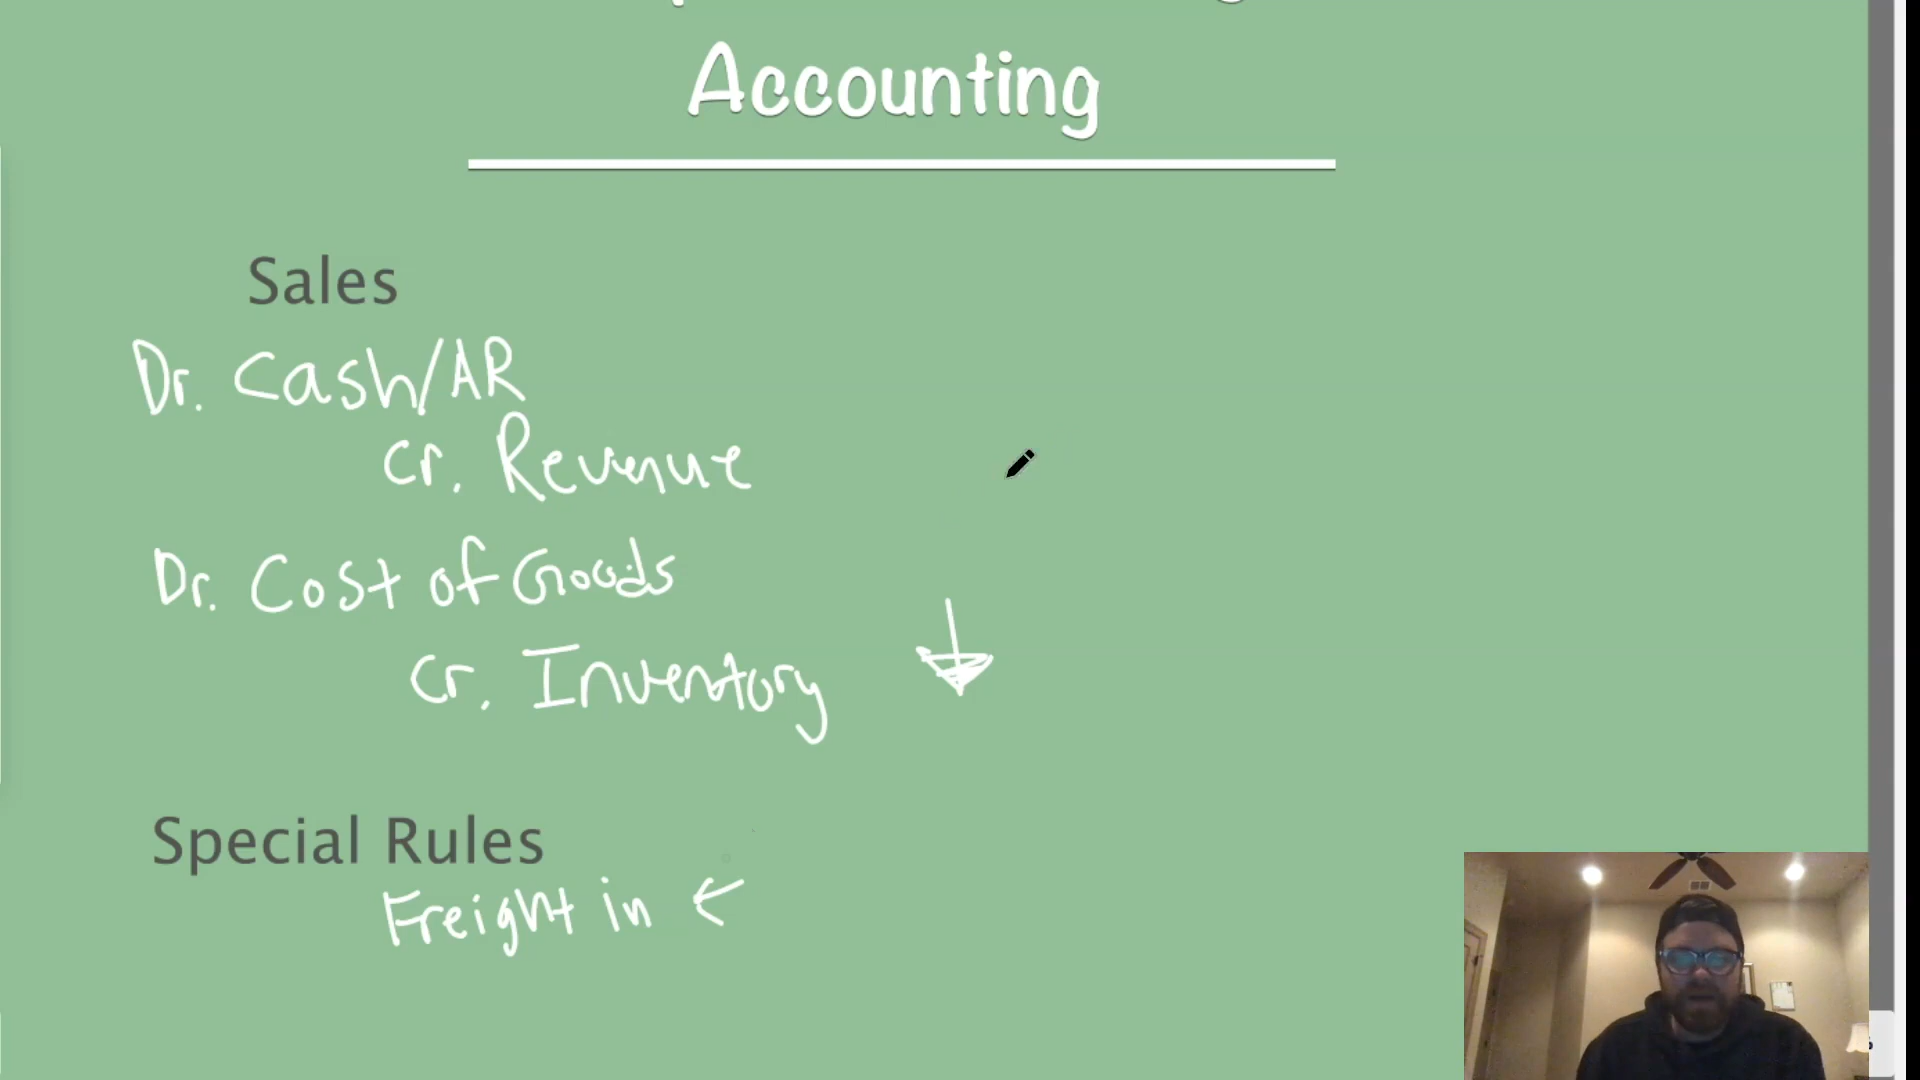 Accounting
Sales
Dr. Cash/AR
Cr. Revenue
Dr. Cost of Goods
Cr. Inventory
Special Rules
Freight in